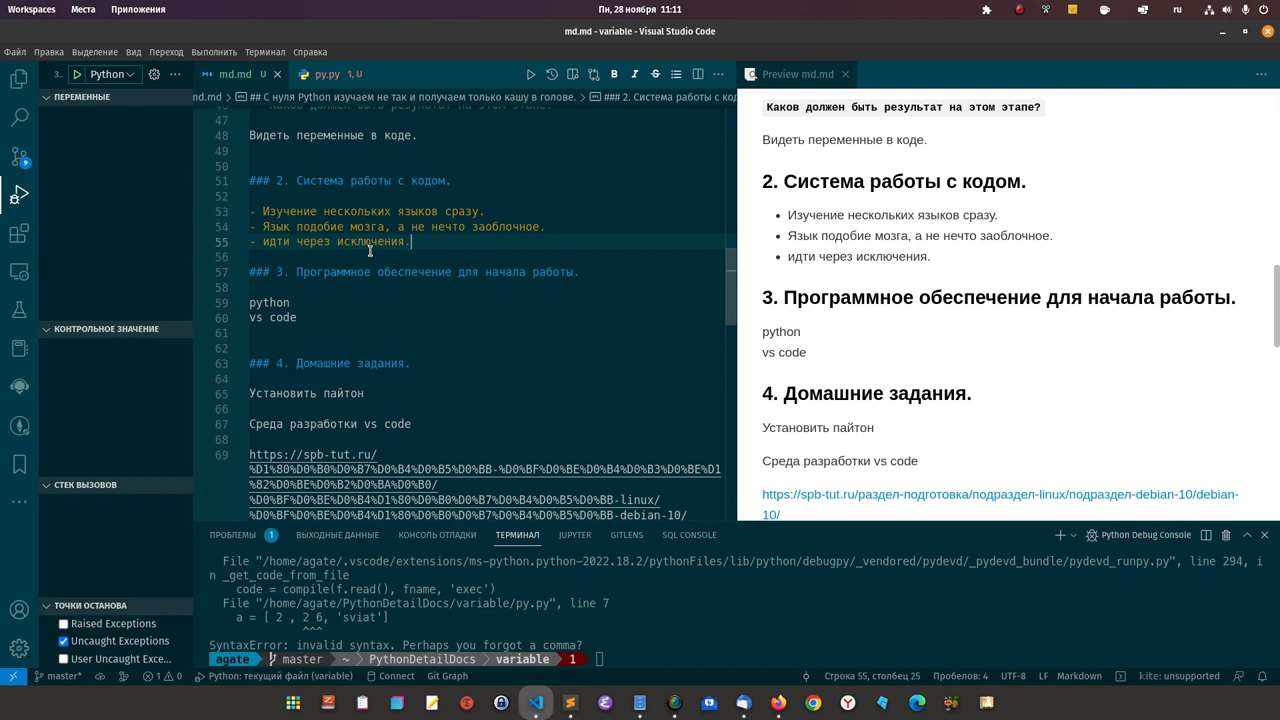 Workspaces Места Приложения Пн, 28 ноября 11:11 ru
md.md - variable - Visual Studio Code
Файл Правка Выделение Вид Переход Выполнить Терминал Справка
3.. Python md.md U py.py 1, U Preview md.md
ПЕРЕМЕННЫЕ
КОНТРОЛЬНОЕ ЗНАЧЕНИЕ
СТЕК ВЫЗОВОВ
ТОЧКИ ОСТАНОВА
Raised Exceptions
Uncaught Exceptions
User Uncaught Exce...
9
nd.md > ## С нуля Python изучаем не так и получаем только кашу в голове. > ### 2. Система работы с код
47
48 Видеть переменные в коде.
49
50
51 ### 2. Система работы с кодом.
52
53 - Изучение нескольких языков сразу.
54 - Язык подобие мозга, а не нечто заоблочное.
55 - идти через исключения.
56
57 ### 3. Программное обеспечение для начала работы.
58
59 python
60 vs code
61
62
63 ### 4. Домашние задания.
64
65 Установить пайтон
66
67 Среда разработки vs code
68
69 https://spb-tut.ru/
%D1%80%D0%B0%D0%B7%D0%B4%D0%B5%D0%BB-%D0%BF%D0%BE%D0%B4%D0%B3%D0%BE%D1
%82%D0%BE%D0%B2%D0%BA%D0%B0/
%D0%BF%D0%BE%D0%B4%D1%80%D0%B0%D0%B7%D0%B4%D0%B5%D0%BB-linux/
%D0%BF%D0%BE%D0%B4%D1%80%D0%B0%D0%B7%D0%B4%D0%B5%D0%BB-debian-10/
Каков должен быть результат на этом этапе?
Видеть переменные в коде.
2. Система работы с кодом.
• Изучение нескольких языков сразу.
• Язык подобие мозга, а не нечто заоблочное.
• идти через исключения.
3. Программное обеспечение для начала работы.
python
vs code
4. Домашние задания.
Установить пайтон
Среда разработки vs code
https://spb-tut.ru/раздел-подготовка/подраздел-linux/подраздел-debian-10/debian-
10/
ПРОБЛЕМЫ 1 ВЫХОДНЫЕ ДАННЫЕ КОНСОЛЬ ОТЛАДКИ ТЕРМИНАЛ JUPYTER GITLENS SQL CONSOLE Python Debug Console
File "/home/agate/.vscode/extensions/ms-python.python-2022.18.2/pythonFiles/lib/python/debugpy/_vendored/pydevd/_pydevd_bundle/pydevd_runpy.py", line 294, i
n _get_code_from_file
code = compile(f.read(), fname, 'exec')
File "/home/agate/PythonDetailDocs/variable/py.py", line 7
a = [ 2 , 2 6, 'sviat']
^^^
SyntaxError: invalid syntax. Perhaps you forgot a comma?
agate master ~ PythonDetailDocs variable 1
master* 1 0 Python: текущий файл (variable) Connect Git Graph Строка 55, столбец 25 Пробелов: 4 UTF-8 LF Markdown kite: unsupported